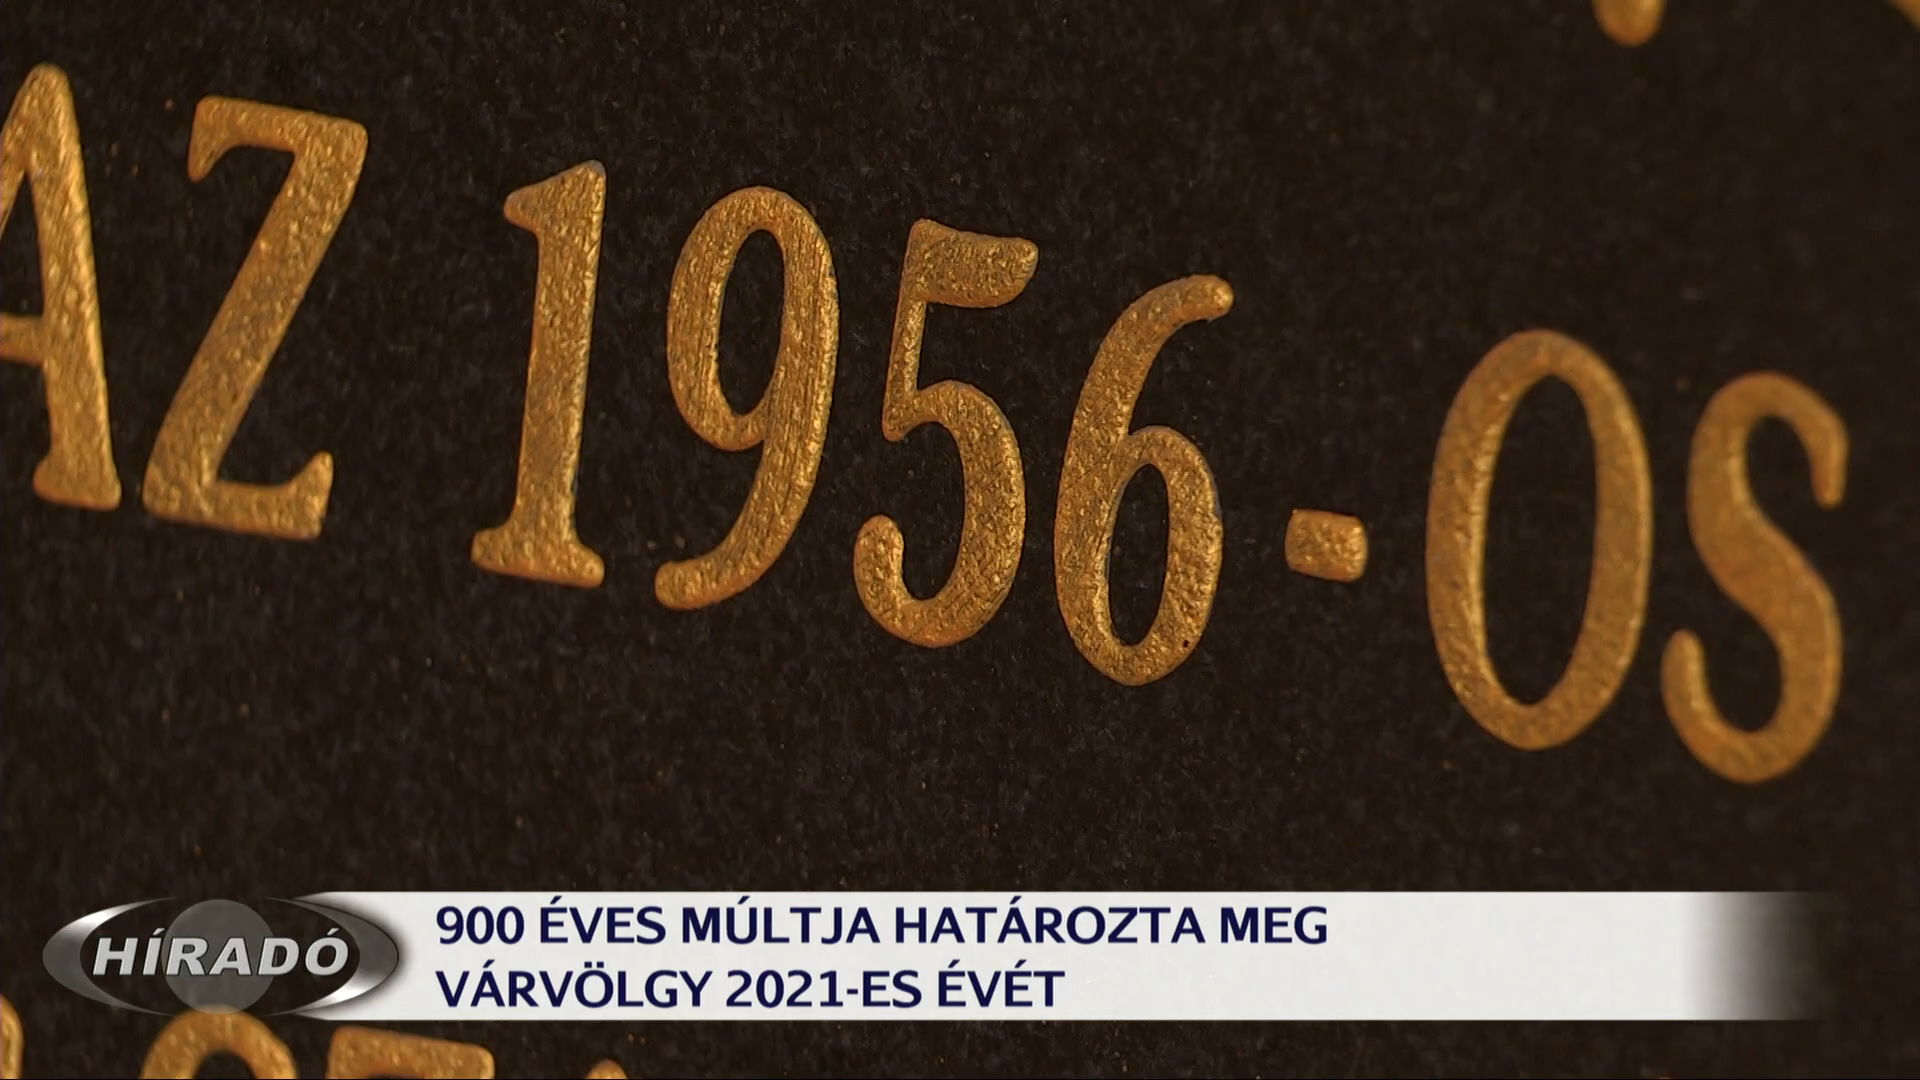 AZ 1956-OS
HÍRADÓ
900 ÉVES MÚLTJA HATÁROZTA MEG
VÁRVÖLGY 2021-ES ÉVÉT